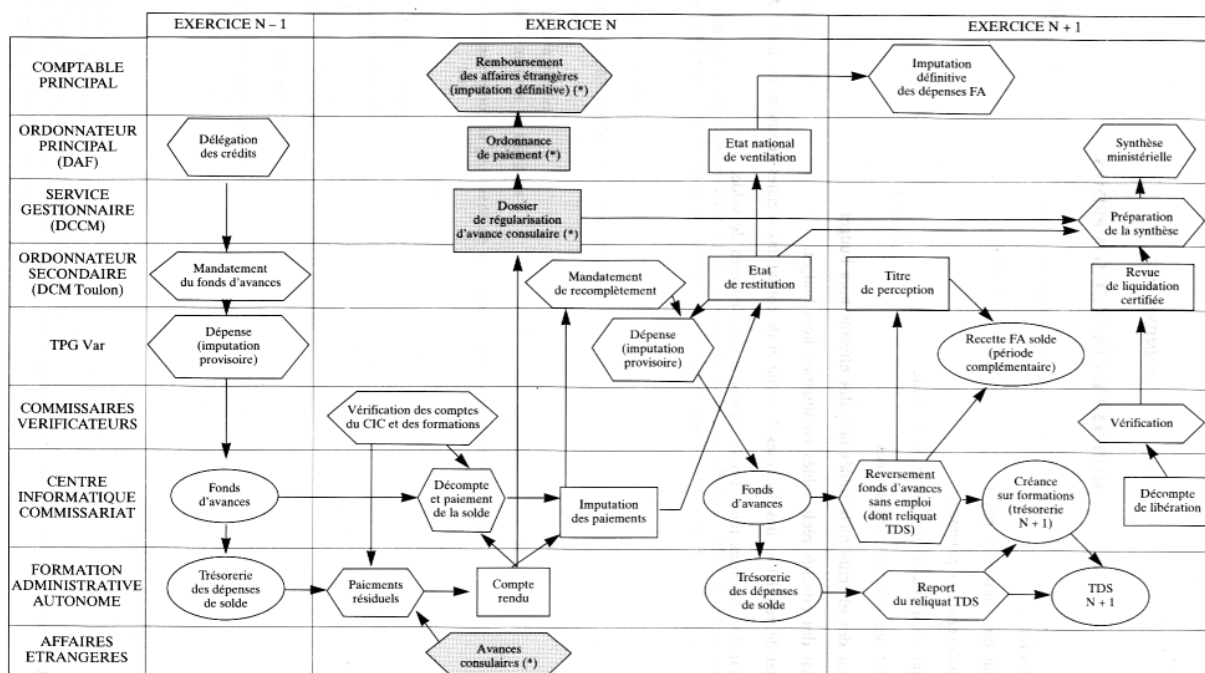 EXERCICE N – 1
EXERCICE N
EXERCICE N + 1
COMPTABLE
PRINCIPAL
Remboursement
des affaires étrangères
(imputation définitive) (*)
Imputation
définitive
des dépenses FA
ORDONNATEUR
PRINCIPAL
(DAF)
Délégation
des crédits
Ordonnance
de paiement (*)
Etat national
de ventilation
Synthèse
ministérielle
SERVICE
GESTIONNAIRE
(DCCM)
Dossier
de régularisation
d'avance consulaire (*)
Préparation
de la synthèse
ORDONNATEUR
SECONDAIRE
(DCM Toulon)
Mandatement
du fonds d'avances
Mandatement
de recomplètement
Etat
de restitution
Titre
de perception
Revue
de liquidation
certifiée
TPG Var
Dépense
(imputation
provisoire)
Dépense
(imputation
provisoire)
Recette FA solde
(période
complémentaire)
COMMISSAIRES
VERIFICATEURS
Vérification des comptes
du CIC et des formations
Vérification
CENTRE
INFORMATIQUE
COMMISSARIAT
Fonds
d'avances
Décompte
et paiement
de la solde
Imputation
des paiements
Fonds
d'avances
Reversement
fonds d'avances
sans emploi
(dont reliquat
TDS)
Créance
sur formations
(trésorerie
N + 1)
Décompte
de libération
FORMATION
ADMINISTRATIVE
AUTONOME
Trésorerie
des dépenses
de solde
Paiements
résiduels
Compte
rendu
Trésorerie
des dépenses
de solde
Report
du reliquat TDS
TDS
N + 1
AFFAIRES
ETRANGERES
Avances
consulaires (*)